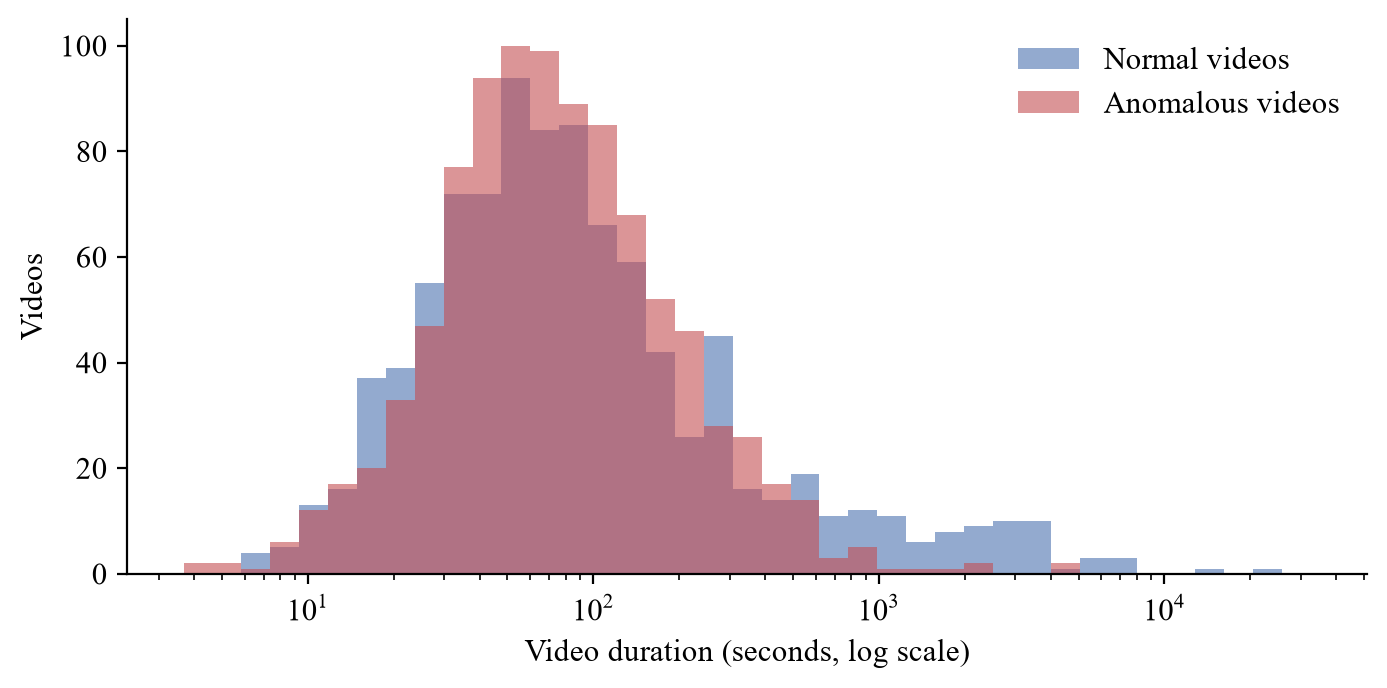 Normal videos
Anomalous videos
Videos
100
80
60
40
20
0
10¹
10²
10³
10⁴
Video duration (seconds, log scale)